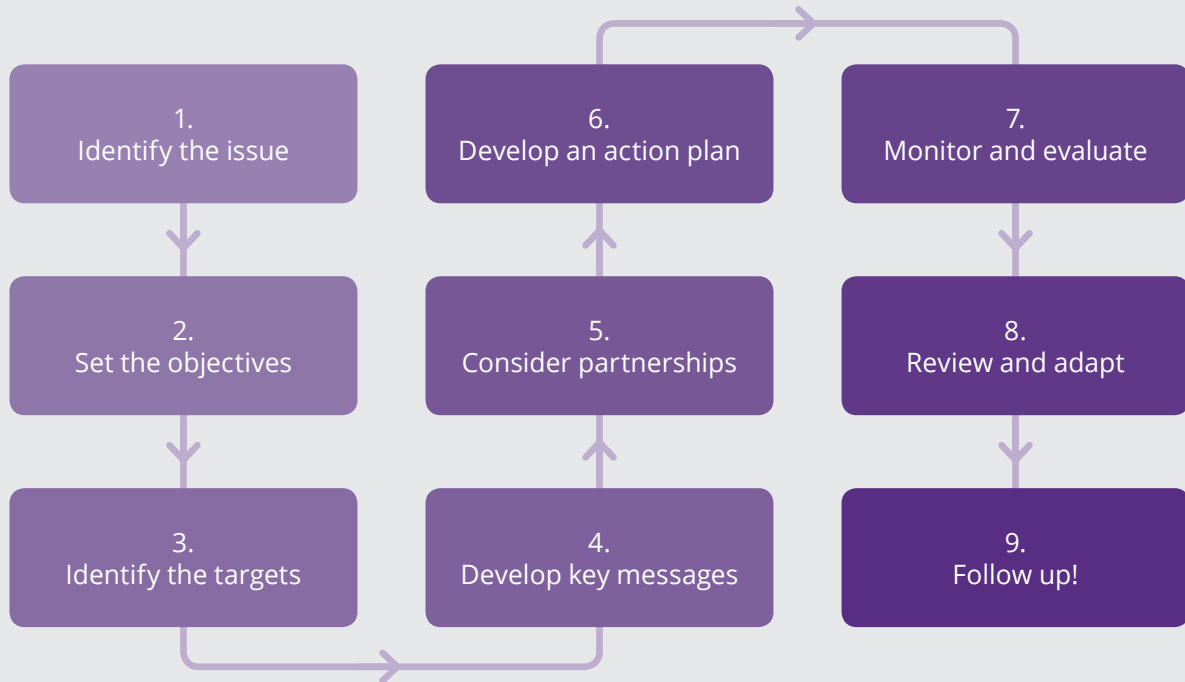 1.
Identify the issue
2.
Set the objectives
3.
Identify the targets
4.
Develop key messages
5.
Consider partnerships
6.
Develop an action plan
7.
Monitor and evaluate
8.
Review and adapt
9.
Follow up!